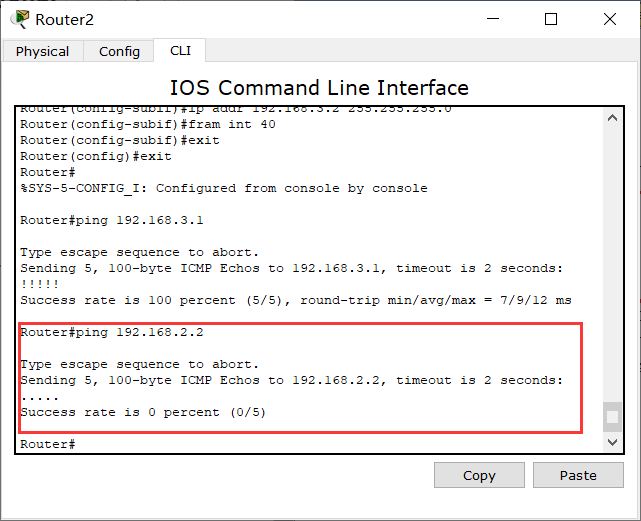 Router2
Physical Config CLI
IOS Command Line Interface
Router(config-subif)#ip addr 192.168.3.2 255.255.255.0
Router(config-subif)#fram int 40
Router(config-subif)#exit
Router(config)#exit
Router#
%SYS-5-CONFIG_I: Configured from console by console
Router#ping 192.168.3.1
Type escape sequence to abort.
Sending 5, 100-byte ICMP Echos to 192.168.3.1, timeout is 2 seconds:
!!!!!
Success rate is 100 percent (5/5), round-trip min/avg/max = 7/9/12 ms
Router#ping 192.168.2.2
Type escape sequence to abort.
Sending 5, 100-byte ICMP Echos to 192.168.2.2, timeout is 2 seconds:
.....
Success rate is 0 percent (0/5)
Router#
Copy Paste